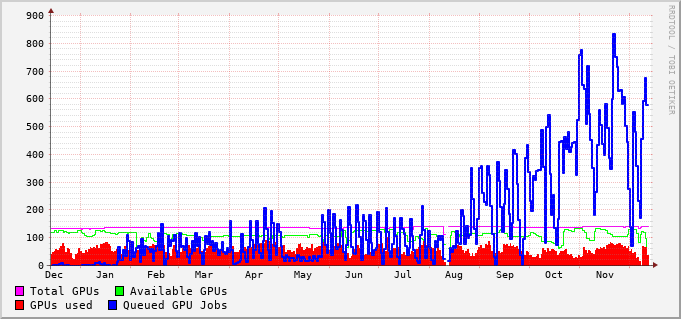 900
800
700
600
500
400
300
200
100
0
Dec Jan Feb Mar Apr May Jun Jul Aug Sep Oct Nov
Total GPUs Available GPUs
GPUs used Queued GPU Jobs
RRDTOOL / TOBI OETIKER